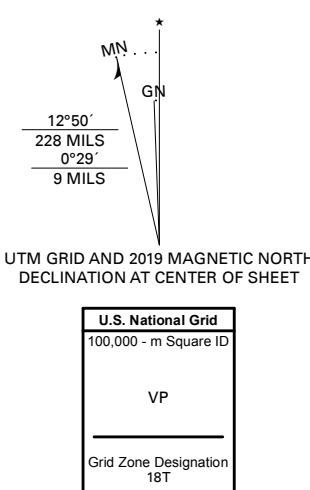 ★
MN
GN
12°50´
228 MILS
0°29´
9 MILS
UTM GRID AND 2019 MAGNETIC NORTH
DECLINATION AT CENTER OF SHEET
U.S. National Grid
100,000 - m Square ID
VP
Grid Zone Designation
18T